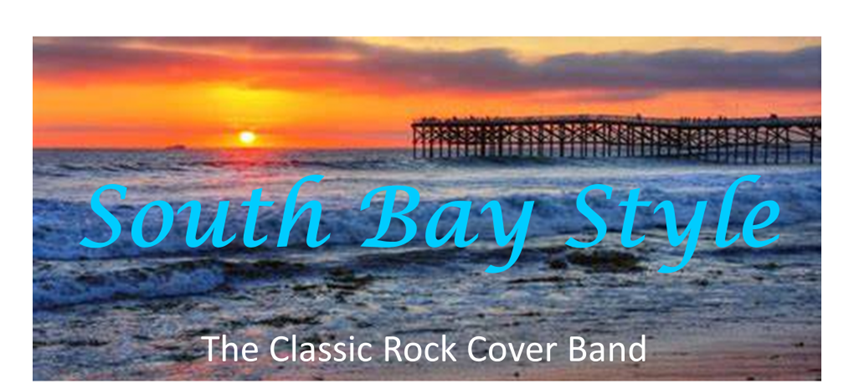 South Bay Style
The Classic Rock Cover Band